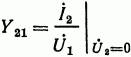 Y₂₁ = İ₂ / U̇₁ |U̇₂=0